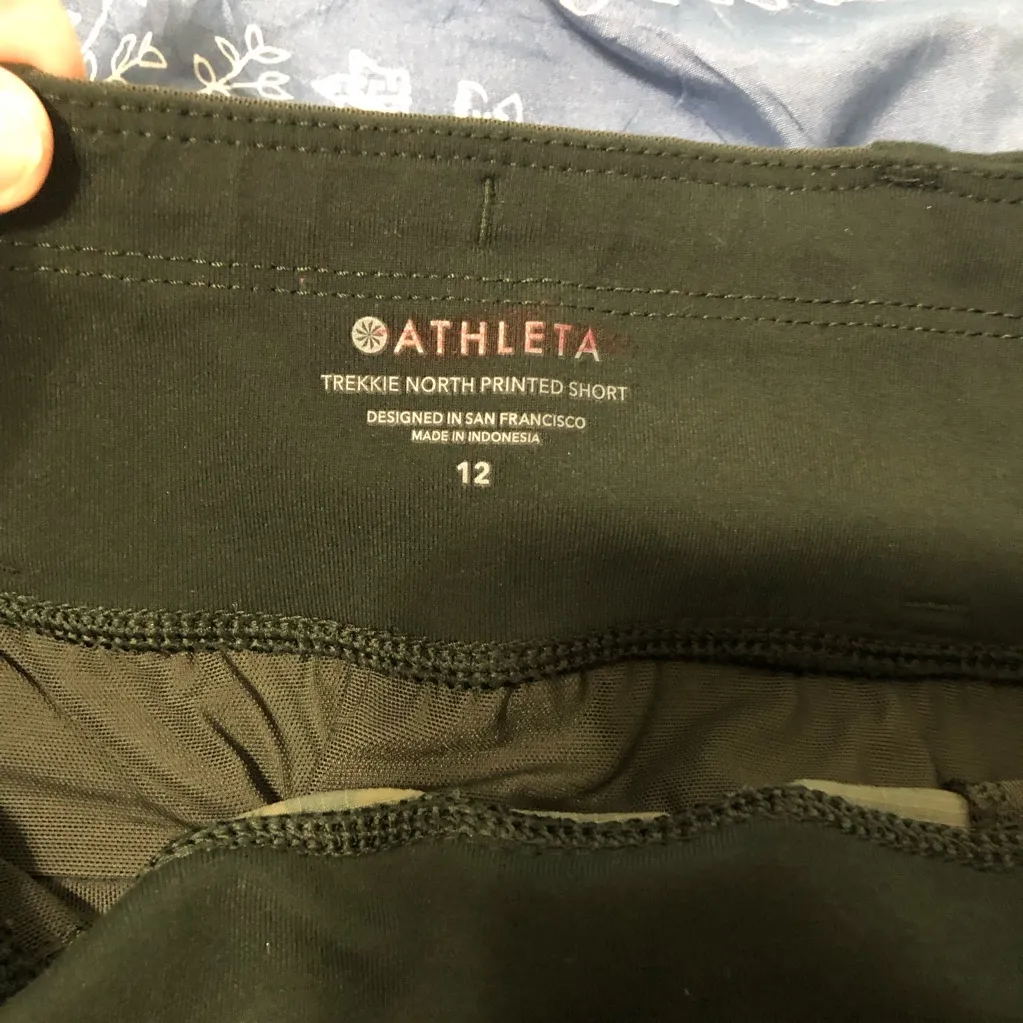 ATHLETA
TREKKIE NORTH PRINTED SHORT
DESIGNED IN SAN FRANCISCO
MADE IN INDONESIA
12